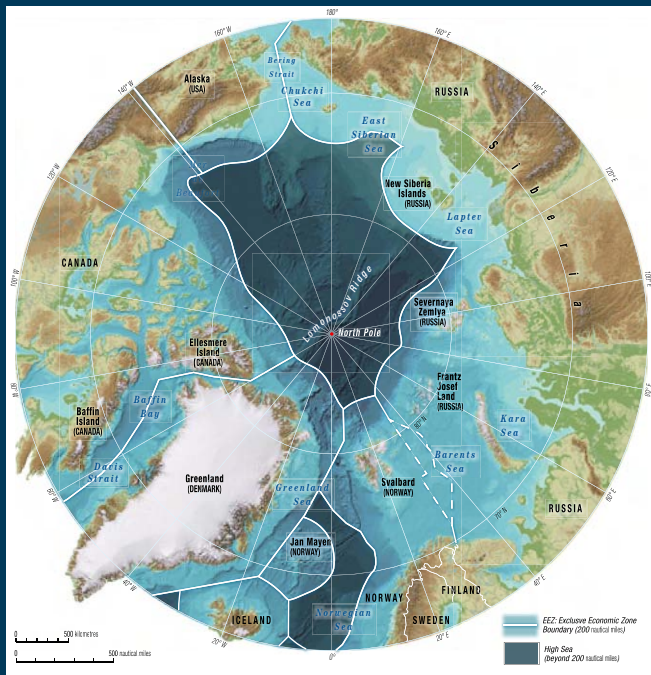 180°
160° W
160° E
Bering
Strait
Alaska
(USA)
Chukchi
Sea
RUSSIA
140° W
140° E
East
Siberian
Sea
Siberia
120° W
120° E
New Siberia
Islands
(RUSSIA)
Laptev
Sea
CANADA
100° W
100° E
Lomonossov Ridge
Severnaya
Zemlya
(RUSSIA)
North Pole
Ellesmere
Island
(CANADA)
Frantz
Josef
Land
(RUSSIA)
80° W
Baffin
Bay
Baffin
Island
(CANADA)
80° N
Kara
Sea
Barents
Sea
Davis
Strait
Greenland
(DENMARK)
Svalbard
(NORWAY)
Greenland
Sea
60° W
60° E
70° N
RUSSIA
Jan Mayen
(NORWAY)
40° W
40° E
NORWAY
FINLAND
SWEDEN
ICELAND
Norwegian
Sea
20° W
0°
20° E
0 500 kilometres
0 500 nautical miles
EEZ: Exclusve Economic Zone
Boundary (200 nautical miles)
High Sea
(beyond 200 nautical miles)